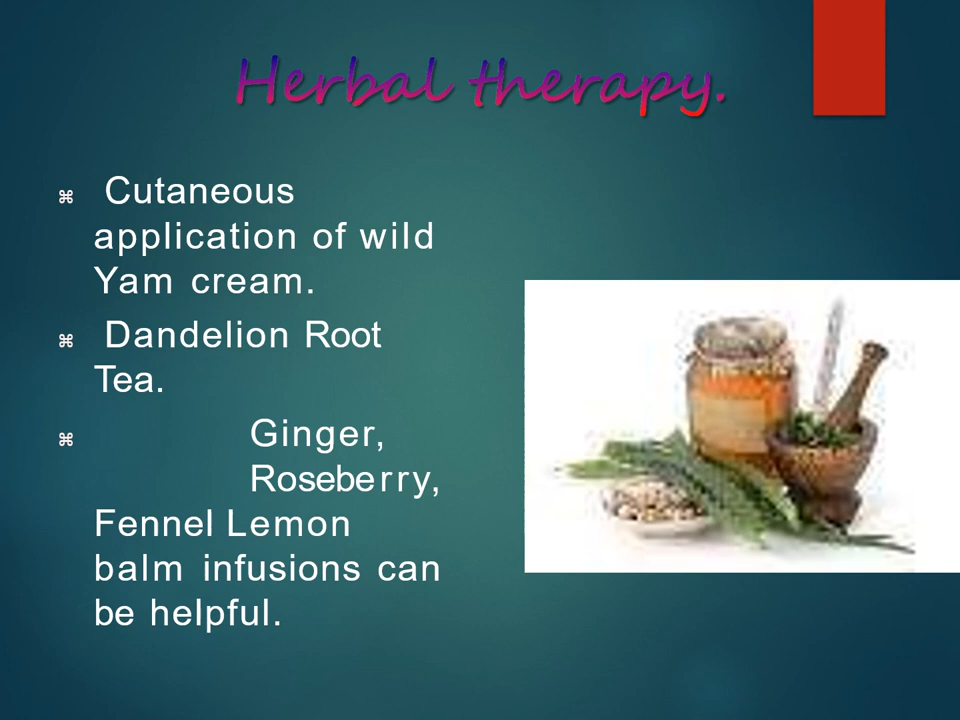 Herbal therapy.
⌘ Cutaneous
application of wild
Yam cream.
⌘ Dandelion Root
Tea.
⌘ Ginger,
Roseberry,
Fennel Lemon
balm infusions can
be helpful.